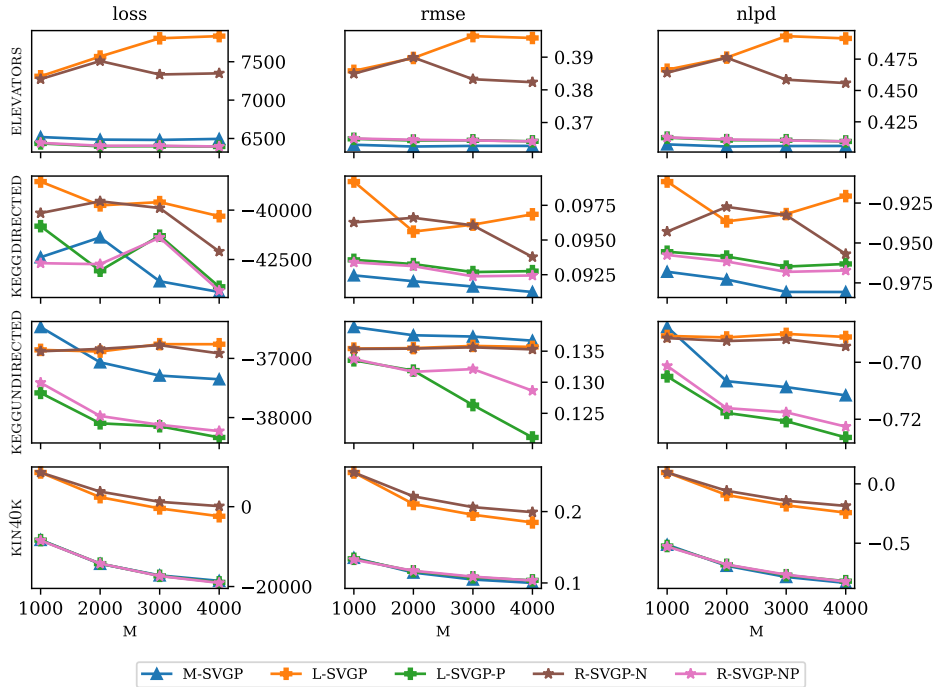 loss rmse nlpd
ELEVATORS
7500 0.39 0.475
7000 0.38 0.450
6500 0.37 0.425
KEGGDIRECTED
−40000 0.0975 −0.925
−42500 0.0950 −0.950
0.0925 −0.975
KEGGUNDIRECTED
−37000 0.135 −0.70
0.130
−38000 0.125 −0.72
KIN40K
0 0.2 0.0
−0.5
−20000 0.1
1000 2000 3000 4000 1000 2000 3000 4000 1000 2000 3000 4000
M M M
M-SVGP L-SVGP L-SVGP-P R-SVGP-N R-SVGP-NP